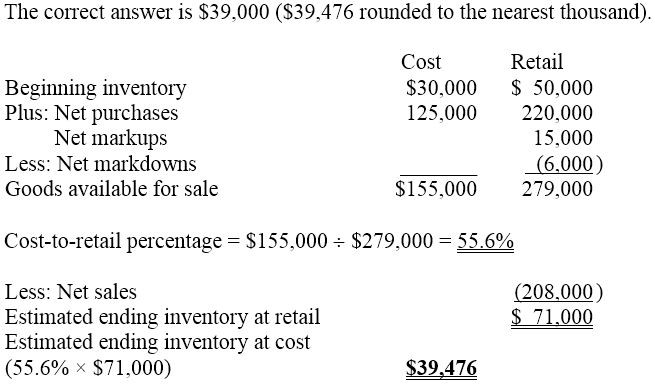 The correct answer is $39,000 ($39,476 rounded to the nearest thousand).
Cost Retail
Beginning inventory $30,000 $ 50,000
Plus: Net purchases 125,000 220,000
Net markups 15,000
Less: Net markdowns (6,000)
Goods available for sale $155,000 279,000
Cost-to-retail percentage = $155,000 ÷ $279,000 = 55.6%
Less: Net sales (208,000)
Estimated ending inventory at retail $ 71,000
Estimated ending inventory at cost
(55.6% × $71,000) $39,476